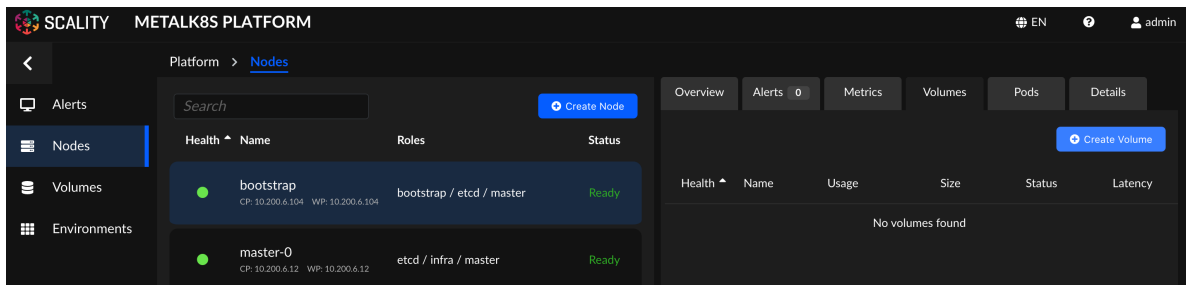 SCALITY METALK8S PLATFORM EN ? admin
Platform > Nodes
Alerts
Nodes
Volumes
Environments
Search
Create Node
Health Name Roles Status
bootstrap
CP: 10.200.6.104 WP: 10.200.6.104
bootstrap / etcd / master
Ready
master-0
CP: 10.200.6.12 WP: 10.200.6.12
etcd / infra / master
Ready
Overview Alerts 0 Metrics Volumes Pods Details
Create Volume
Health Name Usage Size Status Latency
No volumes found